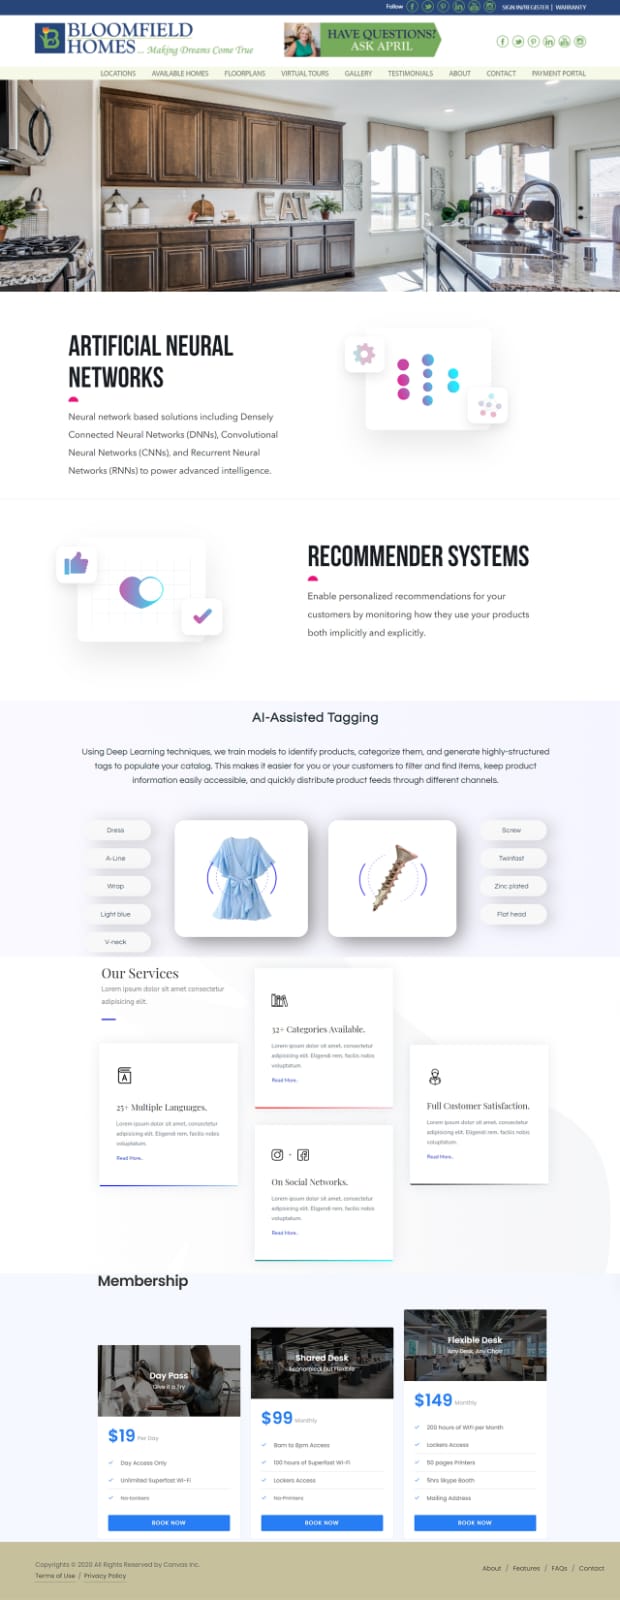 Follow SIGN IN/REGISTER | WARRANTY
BLOOMFIELD
HOMES ... Making Dreams Come True
HAVE QUESTIONS?
ASK APRIL
LOCATIONS AVAILABLE HOMES FLOORPLANS VIRTUAL TOURS GALLERY TESTIMONIALS ABOUT CONTACT PAYMENT PORTAL
EAT
ARTIFICIAL NEURAL
NETWORKS
Neural network based solutions including Densely
Connected Neural Networks (DNNs), Convolutional
Neural Networks (CNNs), and Recurrent Neural
Networks (RNNs) to power advanced intelligence.
RECOMMENDER SYSTEMS
Enable personalized recommendations for your
customers by monitoring how they use your products
both implicitly and explicitly.
AI-Assisted Tagging
Using Deep Learning techniques, we train models to identify products, categorize them, and generate highly-structured
tags to populate your catalog. This makes it easier for you or your customers to filter and find items, keep product
information easily accessible, and quickly distribute product feeds through different channels.
Dress
A-Line
Wrap
Light blue
V-neck
Screw
Twinfast
Zinc plated
Flat head
Our Services
Lorem ipsum dolor sit amet consectetur
adipisicing elit.
32+ Categories Available.
Lorem ipsum dolor sit amet, consectetur
adipisicing elit. Eligendi rem, facilis nobis
voluptatum.
Read More..
25+ Multiple Languages.
Lorem ipsum dolor sit amet, consectetur
adipisicing elit. Eligendi rem, facilis nobis
voluptatum.
Read More..
Full Customer Satisfaction.
Lorem ipsum dolor sit amet, consectetur
adipisicing elit. Eligendi rem, facilis nobis
voluptatum.
Read More..
On Social Networks.
Lorem ipsum dolor sit amet, consectetur
adipisicing elit. Eligendi rem, facilis nobis
voluptatum.
Read More..
Membership
Day Pass
Give it a Try
$19 Per Day
Day Access Only
Unlimited Superfast Wi-Fi
No Lockers
BOOK NOW
Shared Desk
Economical But Flexible
$99 Monthly
8am to 8pm Access
100 hours of Superfast Wi-Fi
Lockers Access
No Printers
BOOK NOW
Flexible Desk
Any Desk, Any Chair
$149 Monthly
200 hours of Wifi per Month
Lockers Access
50 pages Printers
5hrs Skype Booth
Mailing Address
BOOK NOW
Copyrights © 2020 All Rights Reserved by Canvas Inc.
Terms of Use / Privacy Policy
About / Features / FAQs / Contact